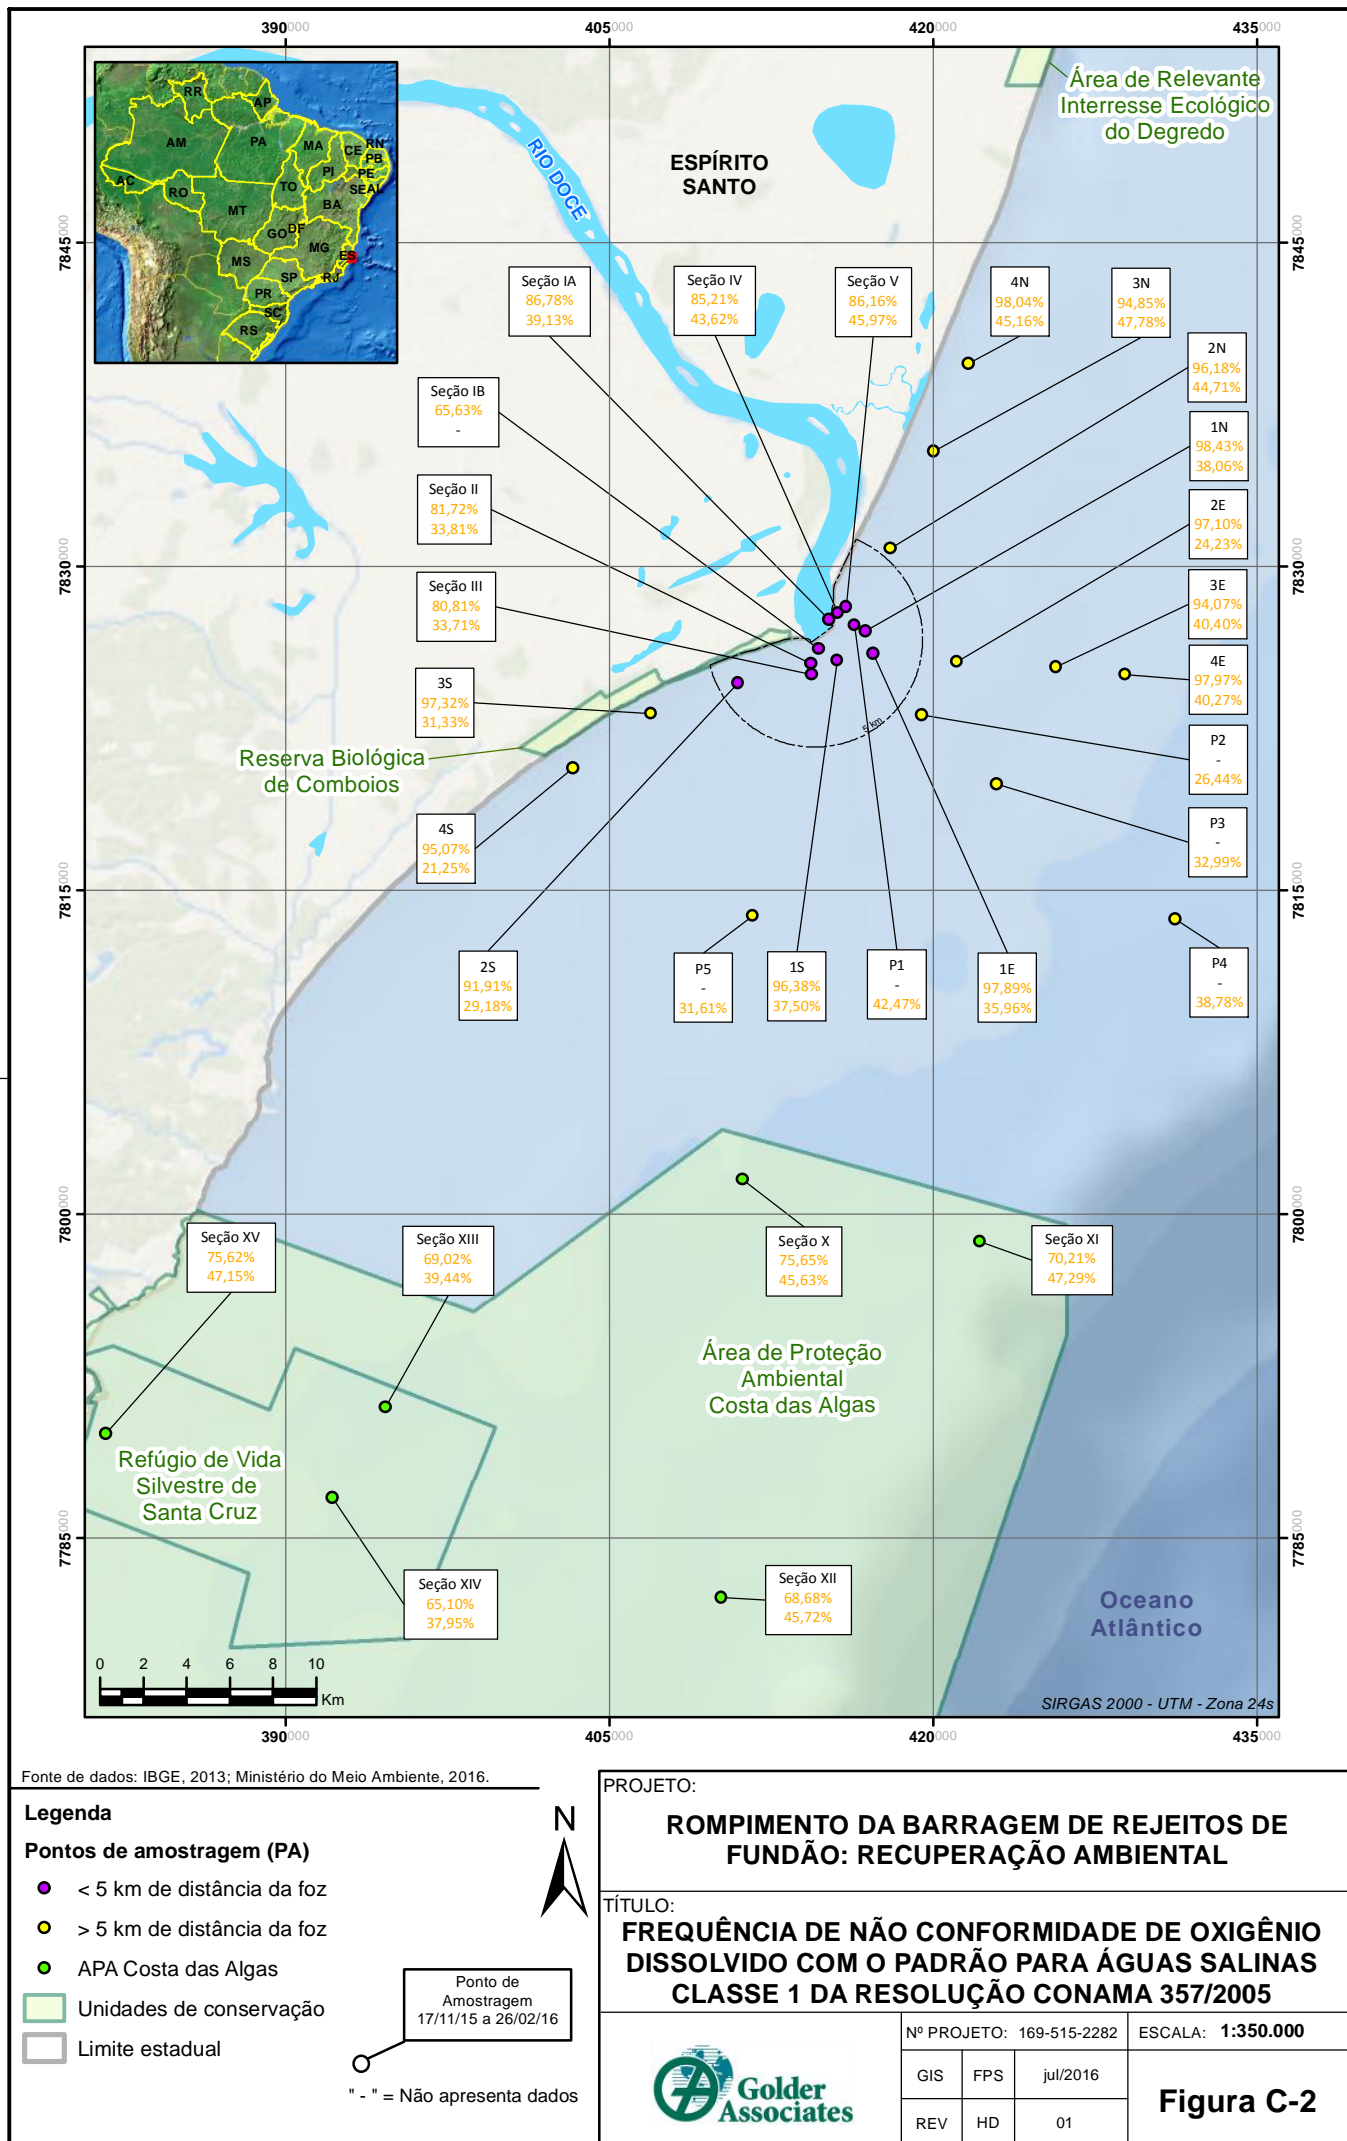 390000 405000 420000 435000
7845000
7830000
7815000
7800000
7785000
RR
AP
AM
PA
MA
CE
RN
PB
PE
PI
AC
RO
TO
SE
AL
BA
MT
GO
DF
MG
ES
MS
SP
RJ
PR
SC
RS
RIO DOCE
ESPÍRITO
SANTO
Área de Relevante
Interresse Ecológico
do Degredo
Seção IA
86,78%
39,13%
Seção IV
85,21%
43,62%
Seção V
86,16%
45,97%
4N
98,04%
45,16%
3N
94,85%
47,78%
2N
96,18%
44,71%
Seção IB
65,63%
-
1N
98,43%
38,06%
Seção II
81,72%
33,81%
2E
97,10%
24,23%
Seção III
80,81%
33,71%
3E
94,07%
40,40%
3S
97,32%
31,33%
4E
97,97%
40,27%
5 km
Reserva Biológica
de Comboios
P2
-
26,44%
4S
95,07%
21,25%
P3
-
32,99%
2S
91,91%
29,18%
P5
-
31,61%
1S
96,38%
37,50%
P1
-
42,47%
1E
97,89%
35,96%
P4
-
38,78%
Seção XV
75,62%
47,15%
Seção XIII
69,02%
39,44%
Seção X
75,65%
45,63%
Seção XI
70,21%
47,29%
Área de Proteção
Ambiental
Costa das Algas
Refúgio de Vida
Silvestre de
Santa Cruz
Seção XIV
65,10%
37,95%
Seção XII
68,68%
45,72%
Oceano
Atlântico
0 2 4 6 8 10
Km
SIRGAS 2000 - UTM - Zona 24s
390000 405000 420000 435000
Fonte de dados: IBGE, 2013; Ministério do Meio Ambiente, 2016.
Legenda
Pontos de amostragem (PA)
< 5 km de distância da foz
> 5 km de distância da foz
APA Costa das Algas
Unidades de conservação
Limite estadual
N
Ponto de
Amostragem
17/11/15 a 26/02/16
" - " = Não apresenta dados
PROJETO:
ROMPIMENTO DA BARRAGEM DE REJEITOS DE
FUNDÃO: RECUPERAÇÃO AMBIENTAL
TÍTULO:
FREQUÊNCIA DE NÃO CONFORMIDADE DE OXIGÊNIO
DISSOLVIDO COM O PADRÃO PARA ÁGUAS SALINAS
CLASSE 1 DA RESOLUÇÃO CONAMA 357/2005
Golder
Associates
Nº PROJETO: 169-515-2282
ESCALA: 1:350.000
GIS FPS jul/2016
REV HD 01
Figura C-2